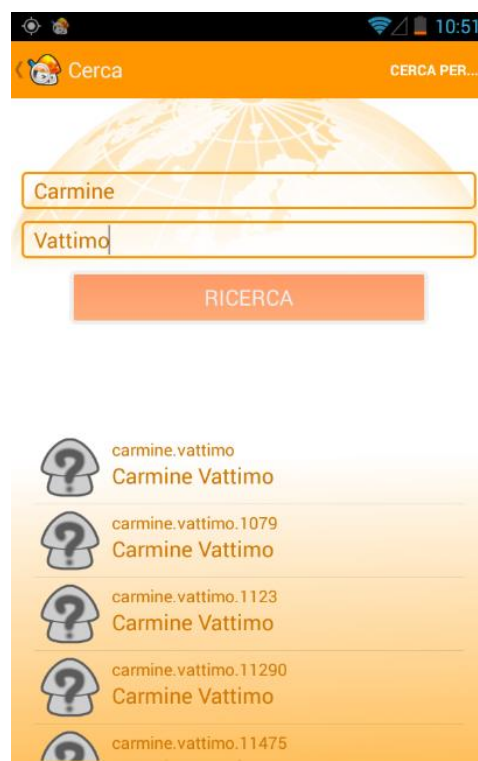 10:51
Cerca
CERCA PER...
Carmine
Vattimo
RICERCA
carmine.vattimo
Carmine Vattimo
carmine.vattimo.1079
Carmine Vattimo
carmine.vattimo.1123
Carmine Vattimo
carmine.vattimo.11290
Carmine Vattimo
carmine.vattimo.11475